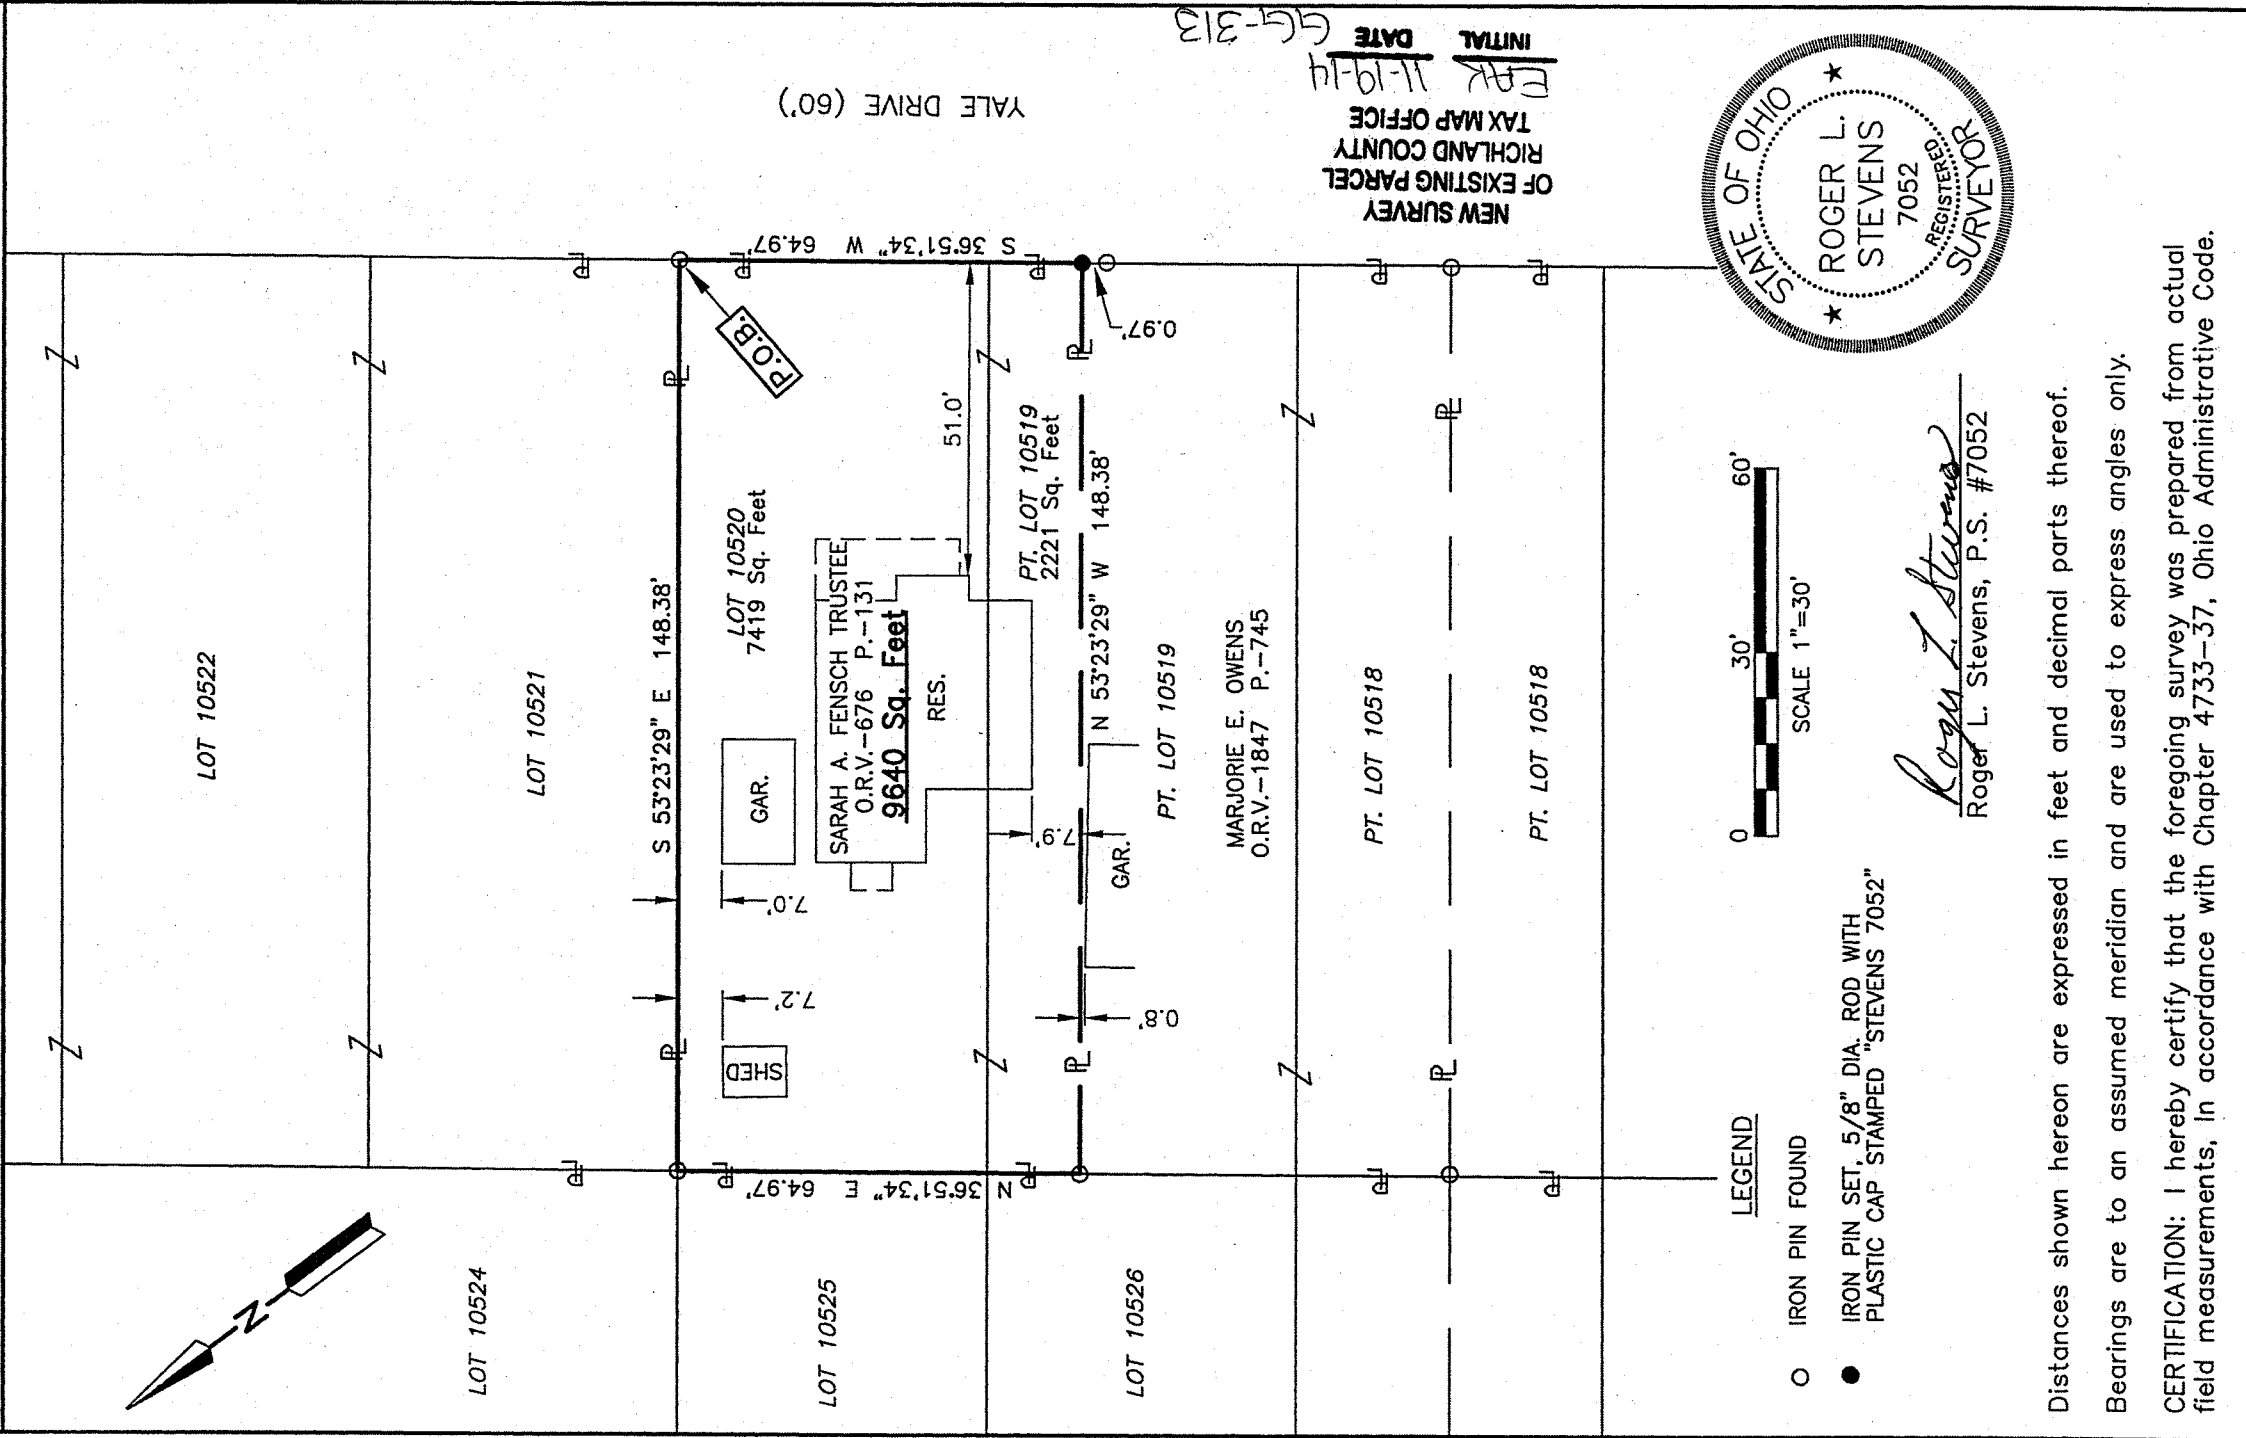 YALE DRIVE (60')
NEW SURVEY
OF EXISTING PARCEL
RICHLAND COUNTY
TAX MAP OFFICE
EAK 11-19-14
INITIAL DATE
GG-313
LOT 10522
LOT 10521
S 53°23'29" E 148.38'
S 36°51'34" W 64.97'
P.O.B.
0.97'
51.0'
LOT 10520
7419 Sq. Feet
PT. LOT 10519
2221 Sq. Feet
SARAH A. FENSCH TRUSTEE
O.R.V.-676 P.-131
9640 Sq. Feet
RES.
GAR.
SHED
7.0'
7.2'
7.9'
0.8'
GAR.
N 53°23'29" W 148.38'
PT. LOT 10519
MARJORIE E. OWENS
O.R.V.-1847 P.-745
PT. LOT 10518
PT. LOT 10518
N 36°51'34" E 64.97'
N
LOT 10524
LOT 10525
LOT 10526
LEGEND
IRON PIN FOUND
IRON PIN SET, 5/8" DIA. ROD WITH
PLASTIC CAP STAMPED "STEVENS 7052"
0 30' 60'
SCALE 1"=30'
Roger L. Stevens
Roger L. Stevens, P.S. #7052
STATE OF OHIO
ROGER L.
STEVENS
7052
REGISTERED
SURVEYOR
Distances shown hereon are expressed in feet and decimal parts thereof.
Bearings are to an assumed meridian and are used to express angles only.
CERTIFICATION: I hereby certify that the foregoing survey was prepared from actual
field measurements, In accordance with Chapter 4733-37, Ohio Administrative Code.